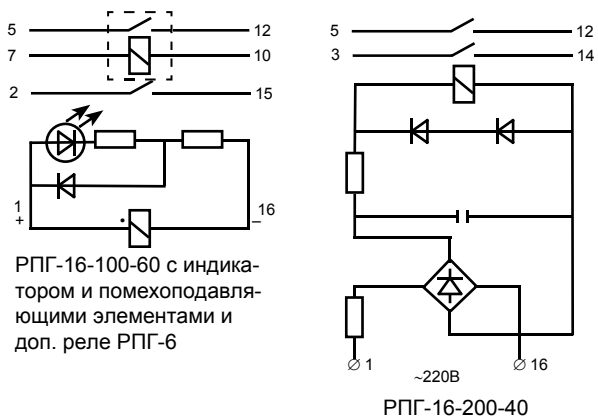 5 12
7 10
2 15
1 16
+ –
РПГ-16-100-60 с индика-
тором и помехоподавля-
ющими элементами и
доп. реле РПГ-6
5 12
3 14
∅ 1 ∅ 16
~220В
РПГ-16-200-40